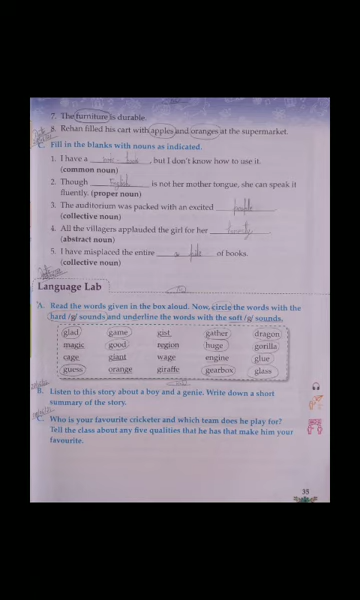 7. The furniture is durable.
8. Rehan filled his cart with apples and oranges at the supermarket.
C. Fill in the blanks with nouns as indicated.
1. I have a , but I don't know how to use it.
(common noun)
2. Though English is not her mother tongue, she can speak it
fluently. (proper noun)
3. The auditorium was packed with an excited .
(collective noun)
4. All the villagers applauded the girl for her .
(abstract noun)
5. I have misplaced the entire of books.
(collective noun)
Language Lab
A. Read the words given in the box aloud. Now, circle the words with the
hard /g/ sounds and underline the words with the soft /g/ sounds.
glad game gist gather dragon
magic good region huge gorilla
cage giant wage engine glue
guess orange giraffe gearbox glass
B. Listen to this story about a boy and a genie. Write down a short
summary of the story.
C. Who is your favourite cricketer and which team does he play for?
Tell the class about any five qualities that he has that make him your
favourite.
35